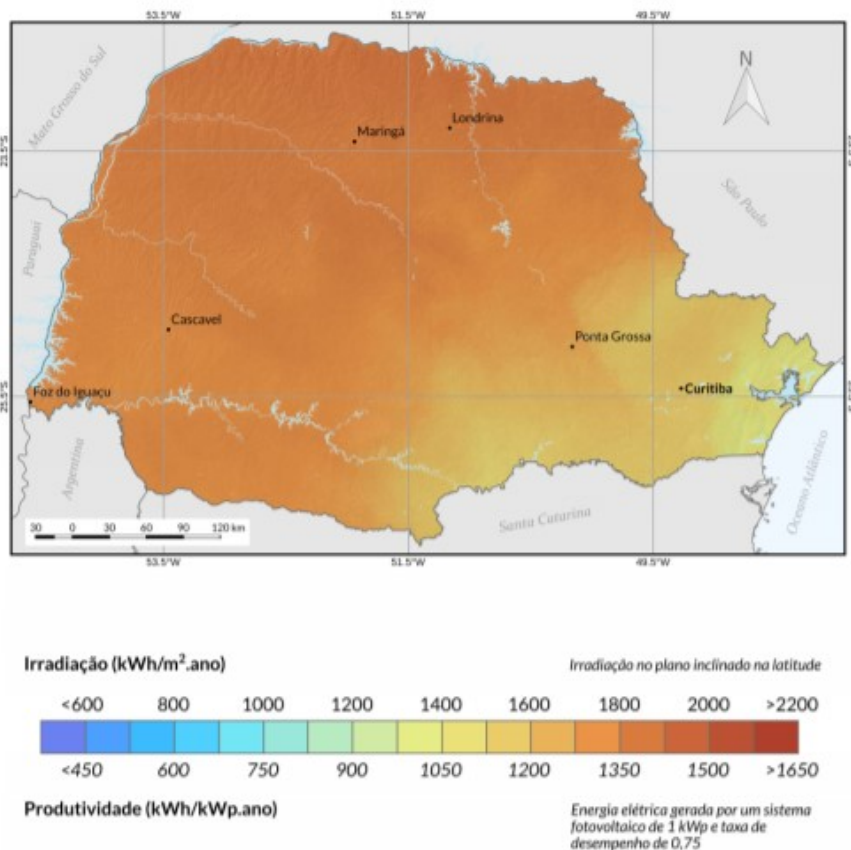 53.5°W 51.5°W 49.5°W
N
Mato Grosso do Sul
Londrina
Maringá
23.5°S
São Paulo
Paraguai
Cascavel
Ponta Grossa
Curitiba
Foz do Iguaçu
25.5°S
Argentina
Oceano Atlântico
Santa Catarina
30 0 30 60 90 120 km
53.5°W 51.5°W 49.5°W
Irradiação (kWh/m².ano) Irradiação no plano inclinado na latitude
<600 800 1000 1200 1400 1600 1800 2000 >2200
<450 600 750 900 1050 1200 1350 1500 >1650
Produtividade (kWh/kWp.ano) Energia elétrica gerada por um sistema
fotovoltaico de 1 kWp e taxa de
desempenho de 0,75